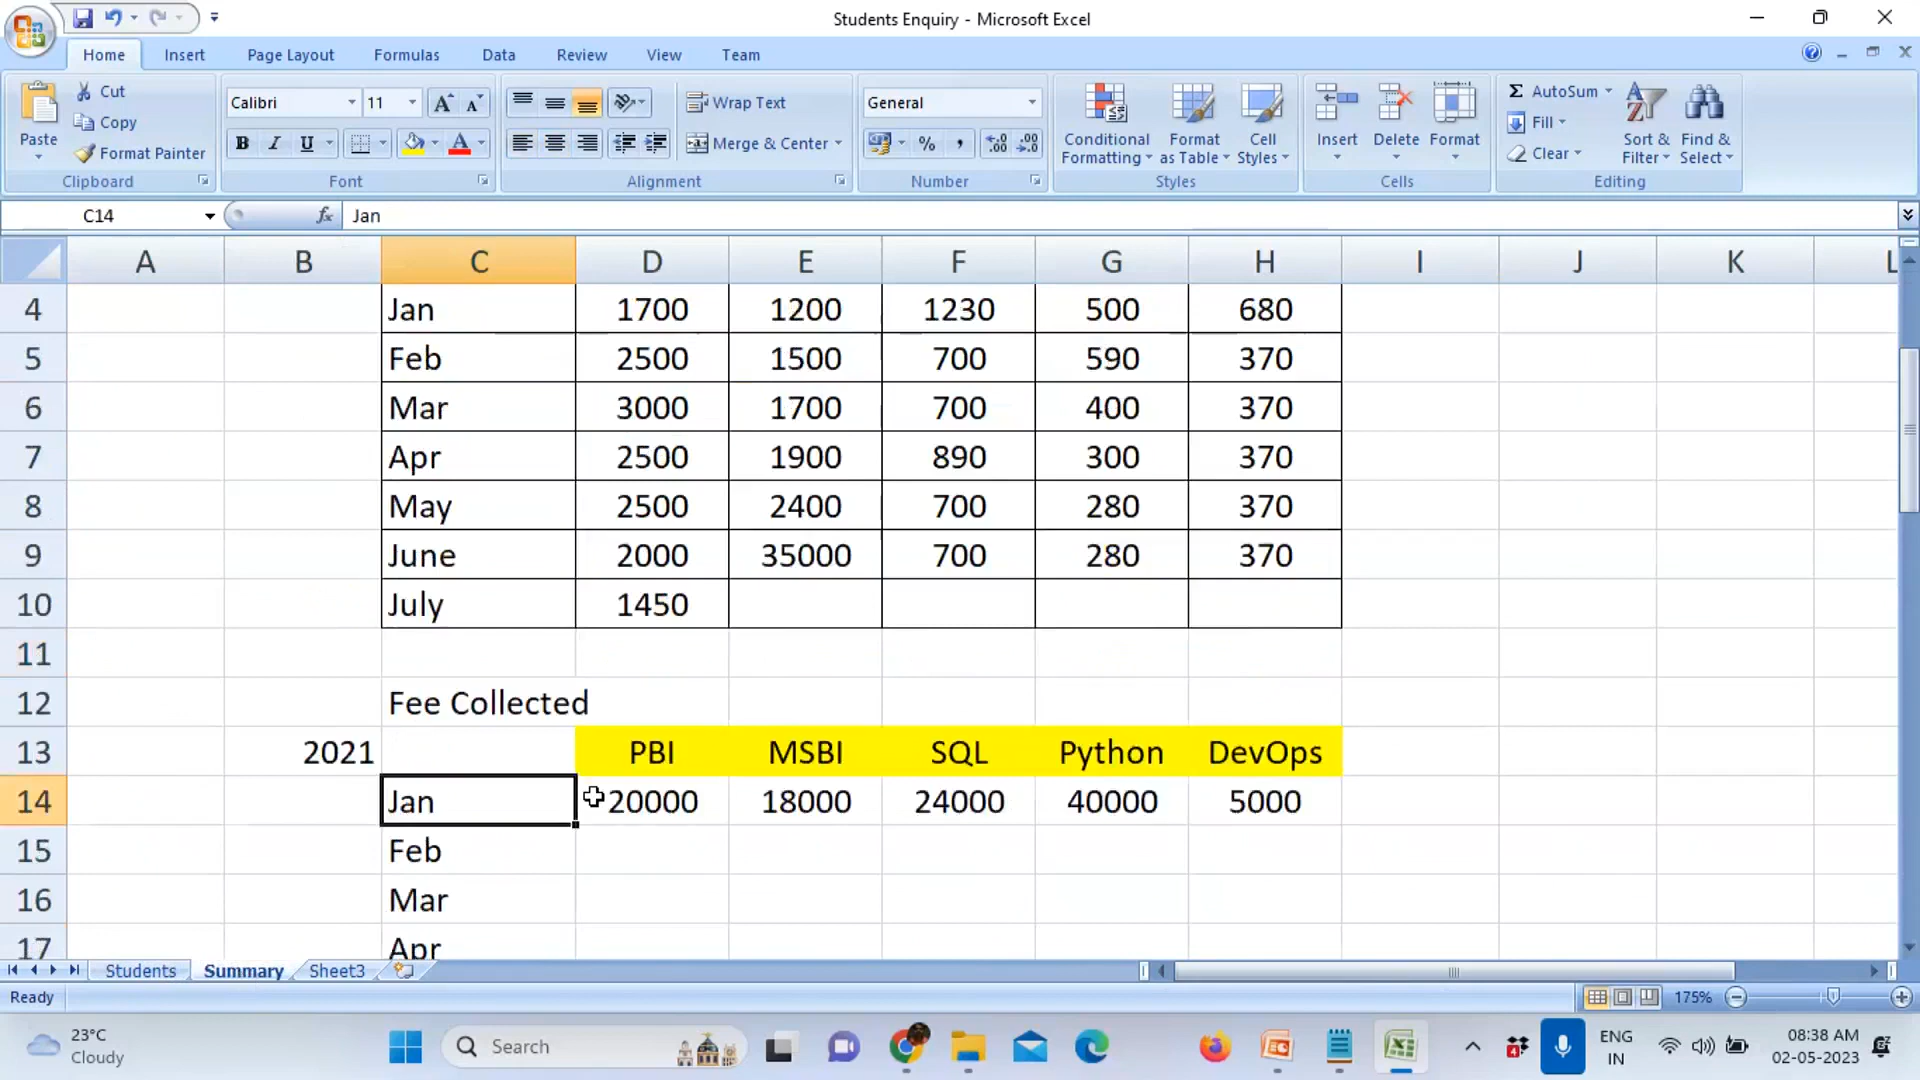 Students Enquiry - Microsoft Excel
Home Insert Page Layout Formulas Data Review View Team
Paste
Cut
Copy
Format Painter
Clipboard
Calibri 11
B I U
Font
Wrap Text
Merge & Center
Alignment
General
% ,
Number
Conditional Formatting
Format as Table
Cell Styles
Styles
Insert Delete Format
Cells
Σ AutoSum
Fill
Clear
Sort & Filter
Find & Select
Editing
C14 fx Jan
A B C D E F G H I J K L
4 Jan 1700 1200 1230 500 680
5 Feb 2500 1500 700 590 370
6 Mar 3000 1700 700 400 370
7 Apr 2500 1900 890 300 370
8 May 2500 2400 700 280 370
9 June 2000 35000 700 280 370
10 July 1450
11
12 Fee Collected
13 2021 PBI MSBI SQL Python DevOps
14 Jan 20000 18000 24000 40000 5000
15 Feb
16 Mar
17 Apr
Students Summary Sheet3
Ready 175%
23°C
Cloudy
Search
ENG
IN
08:38 AM
02-05-2023